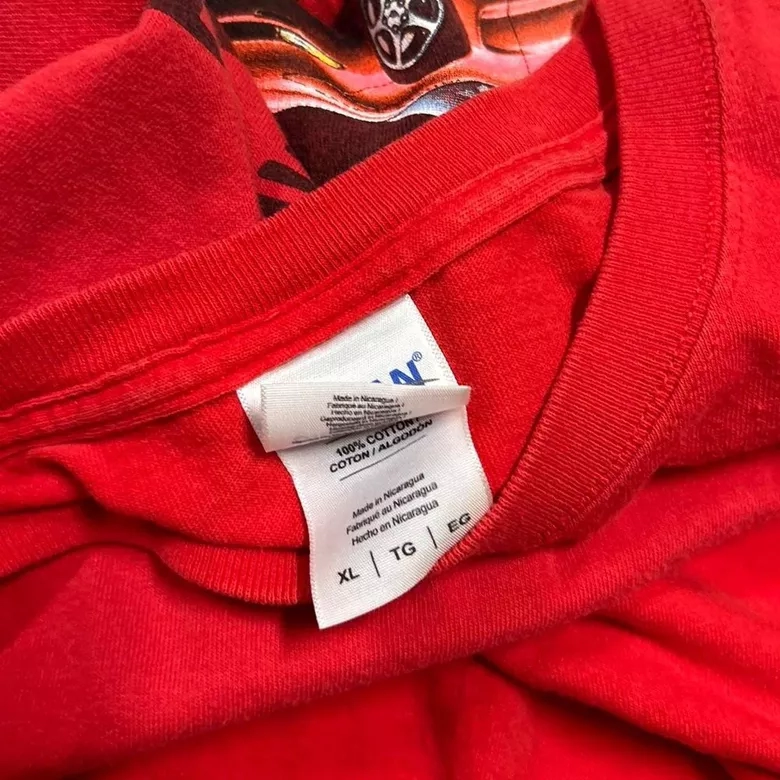 ®
Made in Nicaragua /
Fabriqué au Nicaragua /
Hecho en Nicaragua /
100% COTTON /
COTON / ALGODÓN
Made in Nicaragua
Fabriqué au Nicaragua
Hecho en Nicaragua
XL | TG | EG